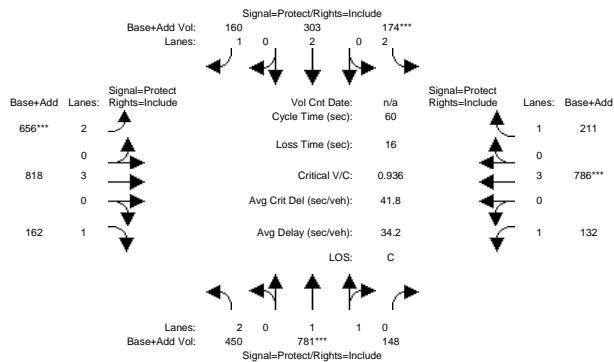 Signal=Protect/Rights=Include
Base+Add Vol: 160 303 174***
Lanes: 1 0 2 0 2
Signal=Protect Signal=Protect
Base+Add Lanes: Rights=Include Vol Cnt Date: n/a Rights=Include Lanes: Base+Add
Cycle Time (sec): 60
656*** 2 1 211
Loss Time (sec): 16
0 0
818 3 Critical V/C: 0.936 3 786***
0 Avg Crit Del (sec/veh): 41.8 0
162 1 Avg Delay (sec/veh): 34.2 1 132
LOS: C
Lanes: 2 0 1 1 0
Base+Add Vol: 450 781*** 148
Signal=Protect/Rights=Include